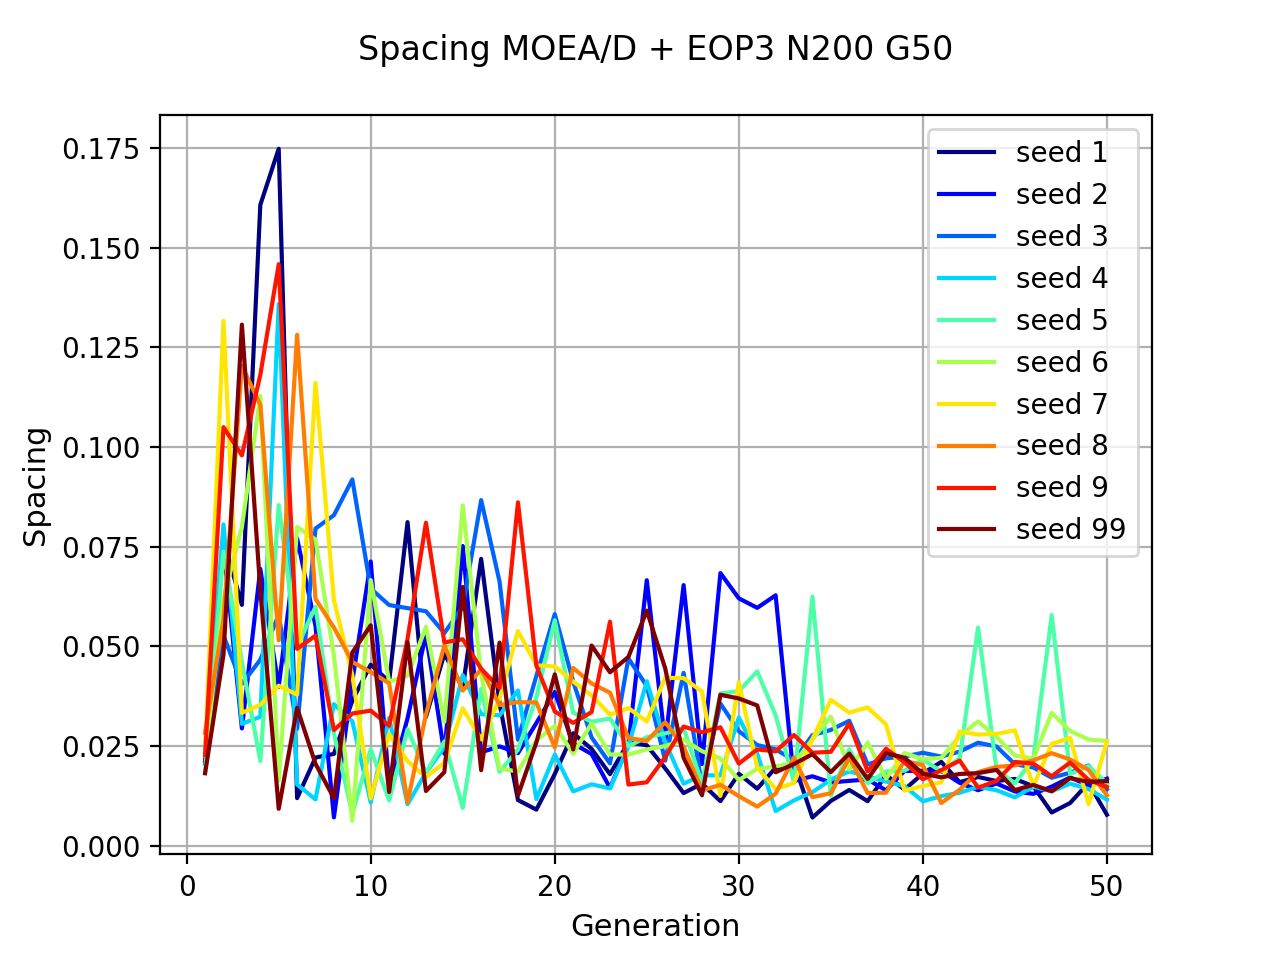 Spacing MOEA/D + EOP3 N200 G50
0.175
0.150
0.125
0.100
0.075
0.050
0.025
0.000
Spacing
seed 1
seed 2
seed 3
seed 4
seed 5
seed 6
seed 7
seed 8
seed 9
seed 99
0 10 20 30 40 50
Generation